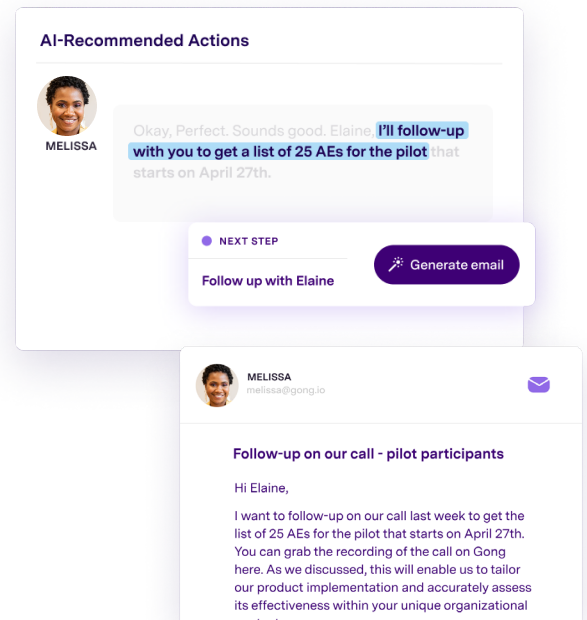 AI-Recommended Actions
MELISSA
Okay, Perfect. Sounds good. Elaine, I’ll follow-up
with you to get a list of 25 AEs for the pilot that
starts on April 27th.
NEXT STEP
Follow up with Elaine
Generate email
MELISSA
melissa@gong.io
Follow-up on our call - pilot participants
Hi Elaine,
I want to follow-up on our call last week to get the
list of 25 AEs for the pilot that starts on April 27th.
You can grab the recording of the call on Gong
here. As we discussed, this will enable us to tailor
our product implementation and accurately assess
its effectiveness within your unique organizational